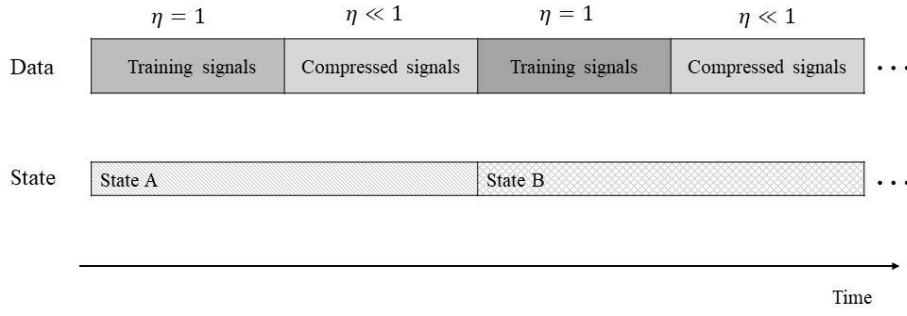 η = 1 η ≪ 1 η = 1 η ≪ 1
Data Training signals Compressed signals Training signals Compressed signals ...
State State A State B ...
Time